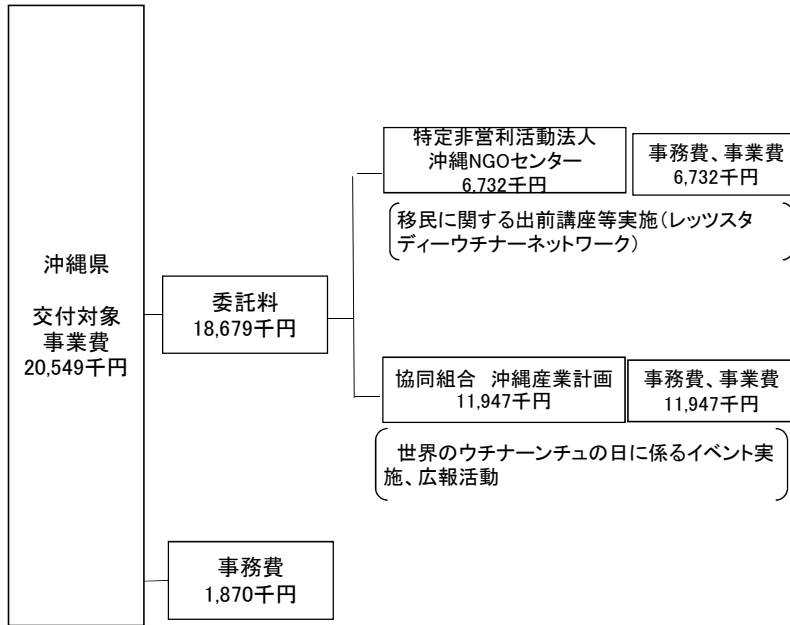 沖縄県
交付対象
事業費
20,549千円
委託料
18,679千円
特定非営利活動法人
沖縄NGOセンター
6,732千円
事務費、事業費
6,732千円
移民に関する出前講座等実施(レッツスタ
ディーウチナーネットワーク)
協同組合 沖縄産業計画
11,947千円
事務費、事業費
11,947千円
世界のウチナーンチュの日に係るイベント実
施、広報活動
事務費
1,870千円